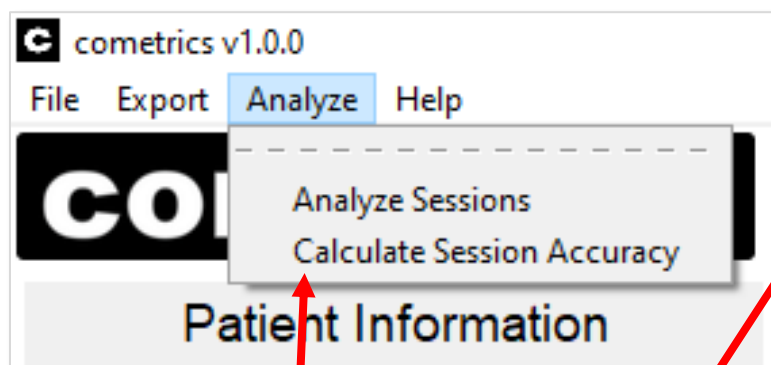 cometrics v1.0.0
File Export Analyze Help
Analyze Sessions
Calculate Session Accuracy
Patient Information